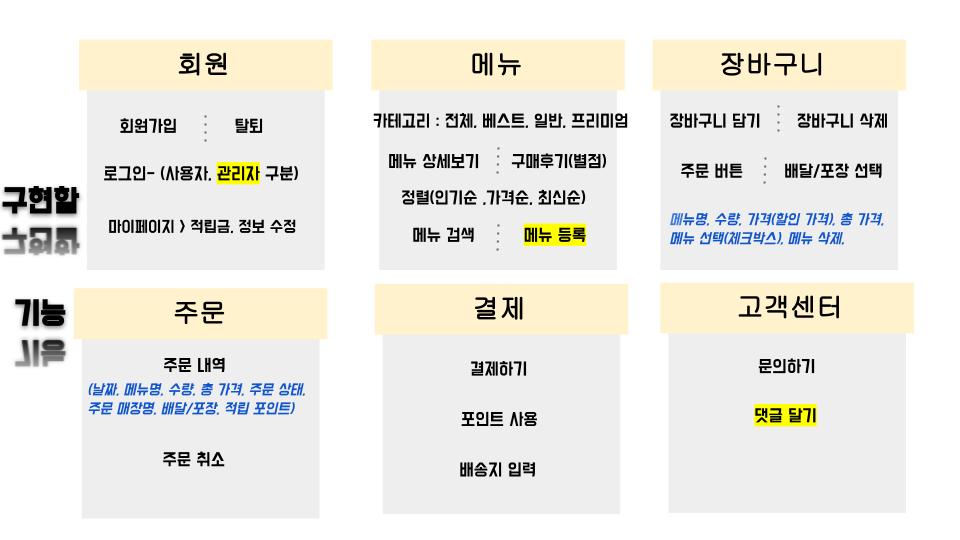 구현할
기능
회원
회원가입 탈퇴
로그인- (사용자, 관리자 구분)
마이페이지 > 적립금, 정보 수정
메뉴
카테고리 : 전체, 베스트, 일반, 프리미엄
메뉴 상세보기 구매후기(별점)
정렬(인기순 ,가격순, 최신순)
메뉴 검색 메뉴 등록
장바구니
장바구니 담기 장바구니 삭제
주문 버튼 배달/포장 선택
메뉴명, 수량, 가격(할인 가격), 총 가격,
메뉴 선택(체크박스), 메뉴 삭제,
주문
주문 내역
(날짜, 메뉴명, 수량, 총 가격, 주문 상태,
주문 매장명, 배달/포장, 적립 포인트)
주문 취소
결제
결제하기
포인트 사용
배송지 입력
고객센터
문의하기
댓글 달기